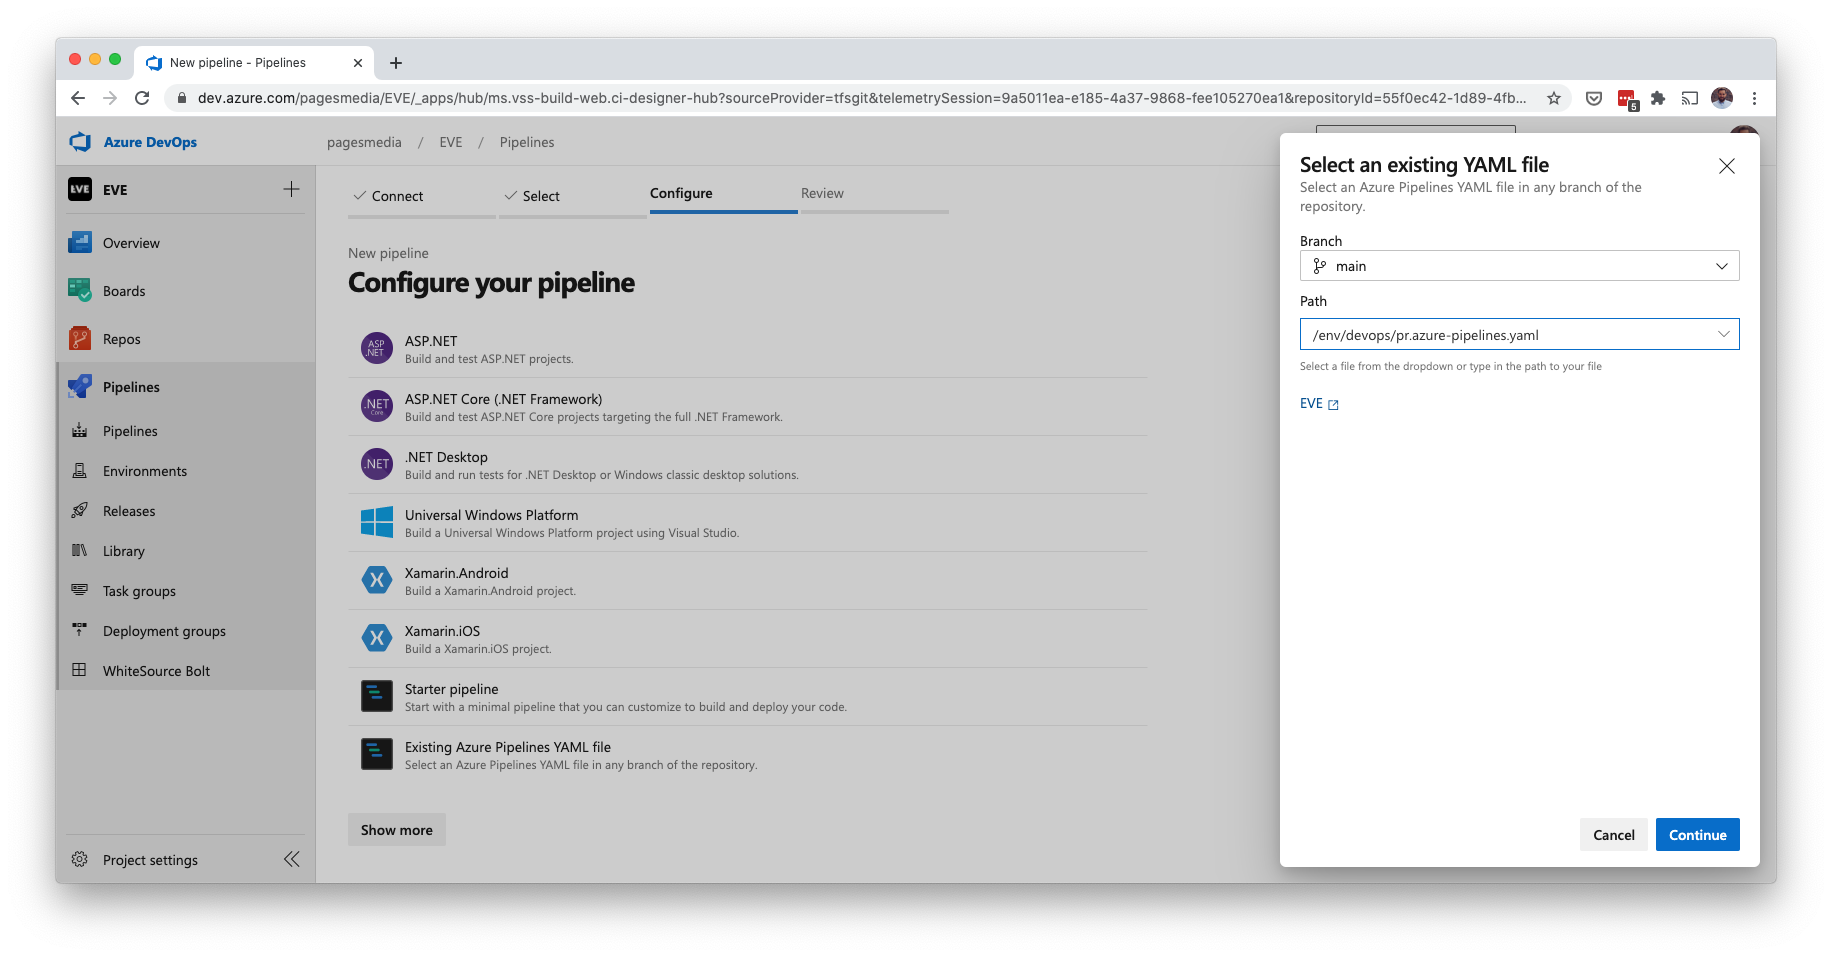 New pipeline - Pipelines
dev.azure.com/pagesmedia/EVE/_apps/hub/ms.vss-build-web.ci-designer-hub?sourceProvider=tfsgit&telemetrySession=9a5011ea-e185-4a37-9868-fee105270ea1&repositoryId=55f0ec42-1d89-4fb...
5
Azure DevOps
pagesmedia / EVE / Pipelines
EVE EVE
Overview
Boards
Repos
Pipelines
Pipelines
Environments
Releases
Library
Task groups
Deployment groups
WhiteSource Bolt
Project settings
Connect
Select
Configure
Review
New pipeline
Configure your pipeline
ASP
.NET
ASP.NET
Build and test ASP.NET projects.
.NET
Core
ASP.NET Core (.NET Framework)
Build and test ASP.NET Core projects targeting the full .NET Framework.
.NET
.NET Desktop
Build and run tests for .NET Desktop or Windows classic desktop solutions.
Universal Windows Platform
Build a Universal Windows Platform project using Visual Studio.
Xamarin.Android
Build a Xamarin.Android project.
Xamarin.iOS
Build a Xamarin.iOS project.
Starter pipeline
Start with a minimal pipeline that you can customize to build and deploy your code.
Existing Azure Pipelines YAML file
Select an Azure Pipelines YAML file in any branch of the repository.
Show more
Select an existing YAML file
Select an Azure Pipelines YAML file in any branch of the
repository.
Branch
main
Path
/env/devops/pr.azure-pipelines.yaml
Select a file from the dropdown or type in the path to your file
EVE
Cancel
Continue